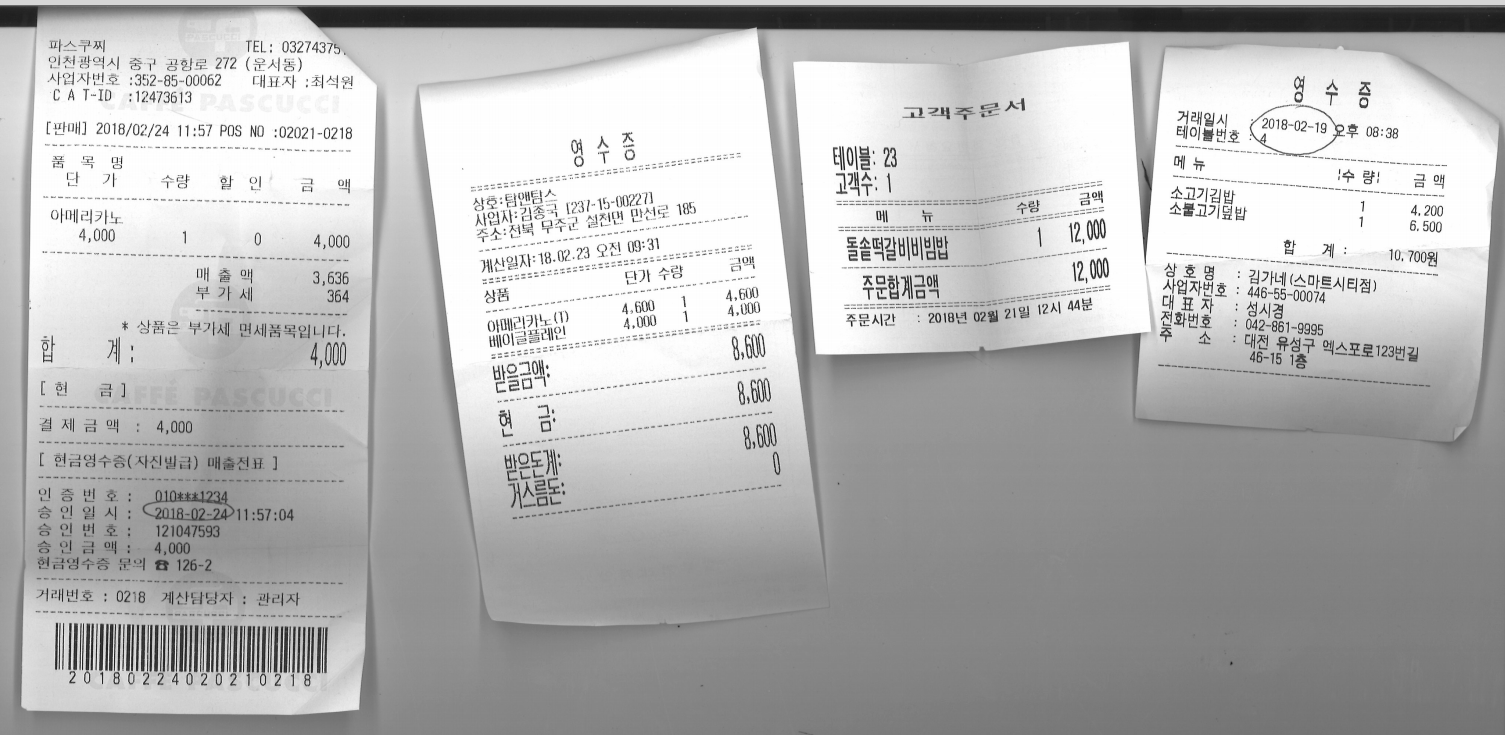 파스쿠찌 TEL: 03274375
인천광역시 중구 공항로 272 (운서동)
사업자번호 :352-85-00062 대표자 :최석원
C A T-ID :12473613
CAFFÈ PASCUCCI
[판매] 2018/02/24 11:57 POS NO :02021-0218
품 목 명
단 가 수량 할 인 금 액
아메리카노
4,000 1 0 4,000
매 출 액 3,636
부 가 세 364
* 상품은 부가세 면세품목입니다.
합 계: 4,000
[ 현 금 ]
CAFFÈ PASCUCCI
결 제 금 액 : 4,000
[ 현금영수증(자진발급) 매출전표 ]
인 증 번 호 : 010***1234
승 인 일 시 : 2018-02-24 11:57:04
승 인 번 호 : 121047593
승 인 금 액 : 4,000
현금영수증 문의 ☎ 126-2
거래번호 : 0218 계산담당자 : 관리자
20180224020210218
영 수 증
상호:탐앤탐스
사업자:김종국 [237-15-00227]
주소:전북 무주군 설천면 만선로 185
계산일자:18.02.23 오전 09:31
상품 단가 수량 금액
아메리카노(T) 4,600 1 4,600
베이글플레인 4,000 1 4,000
받을금액: 8,600
현 금: 8,600
받은돈계: 8,600
거스름돈: 0
고객주문서
테이블: 23
고객수: 1
메 뉴 수량 금액
돌솥떡갈비비빔밥 1 12,000
주문합계금액 12,000
주문시간 : 2018년 02월 21일 12시 44분
영 수 증
거래일시 : 2018-02-19 오후 08:38
테이블번호 : 4
메 뉴 수 량 금 액
소고기김밥 1 4,200
소불고기덮밥 1 6,500
합 계 : 10,700원
상 호 명 : 김가네(스마트시티점)
사업자번호 : 446-55-00074
대 표 자 : 성시경
전화번호 : 042-861-9995
주 소 : 대전 유성구 엑스포로123번길
46-15 1층